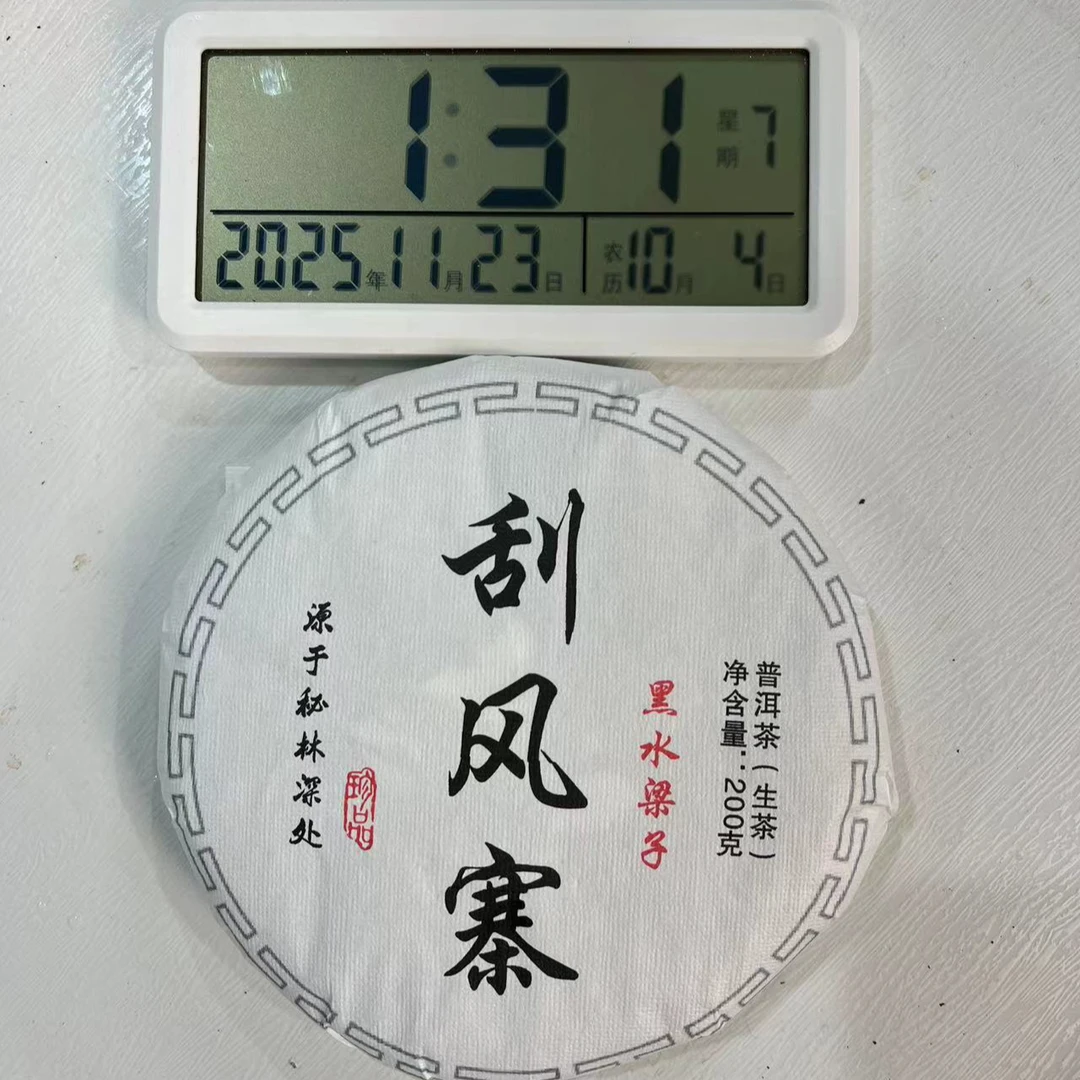 1:31 星期7
2025年11月23日 农历10月4日
普洱茶(生茶)
净含量:200克
黑水梁子
刮风寨
珍品
源于秘林深处